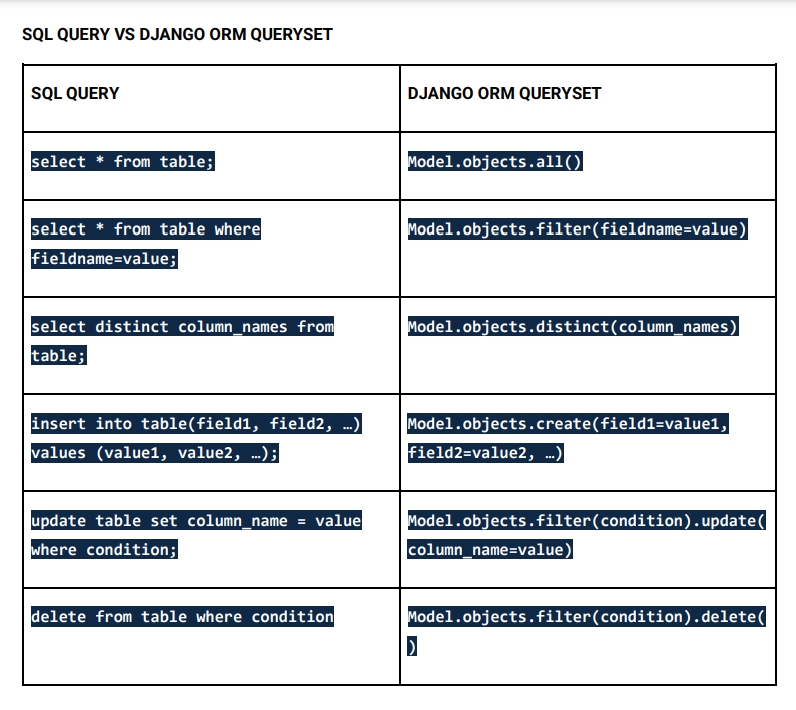 SQL QUERY VS DJANGO ORM QUERYSET
SQL QUERY
DJANGO ORM QUERYSET
select * from table;
Model.objects.all()
select * from table where
fieldname=value;
Model.objects.filter(fieldname=value)
select distinct column_names from
table;
Model.objects.distinct(column_names)
insert into table(field1, field2, …)
values (value1, value2, …);
Model.objects.create(field1=value1,
field2=value2, …)
update table set column_name = value
where condition;
Model.objects.filter(condition).update(
column_name=value)
delete from table where condition
Model.objects.filter(condition).delete(
)